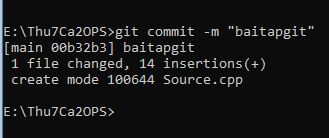 E:\Thu7Ca2OPS>git commit -m "baitapgit"
[main 00b32b3] baitapgit
 1 file changed, 14 insertions(+)
 create mode 100644 Source.cpp
E:\Thu7Ca2OPS>